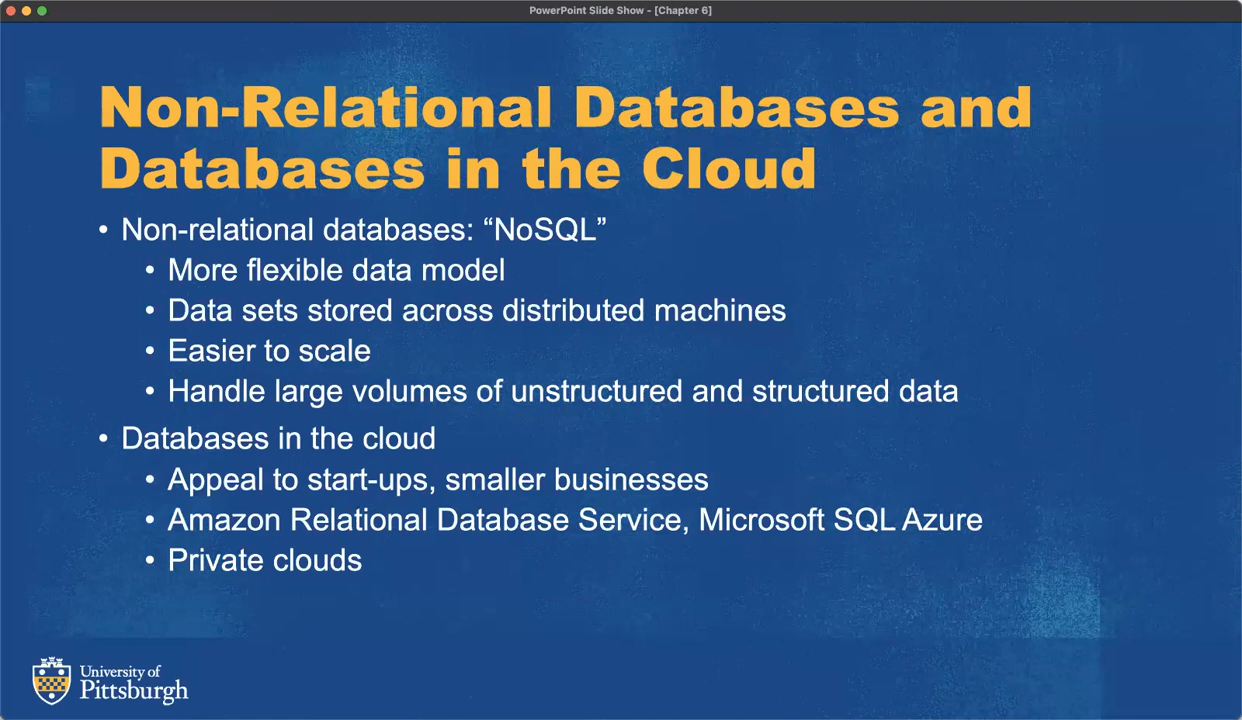 PowerPoint Slide Show - [Chapter 6]
Non-Relational Databases and
Databases in the Cloud
• Non-relational databases: “NoSQL”
• More flexible data model
• Data sets stored across distributed machines
• Easier to scale
• Handle large volumes of unstructured and structured data
• Databases in the cloud
• Appeal to start-ups, smaller businesses
• Amazon Relational Database Service, Microsoft SQL Azure
• Private clouds
University of
Pittsburgh